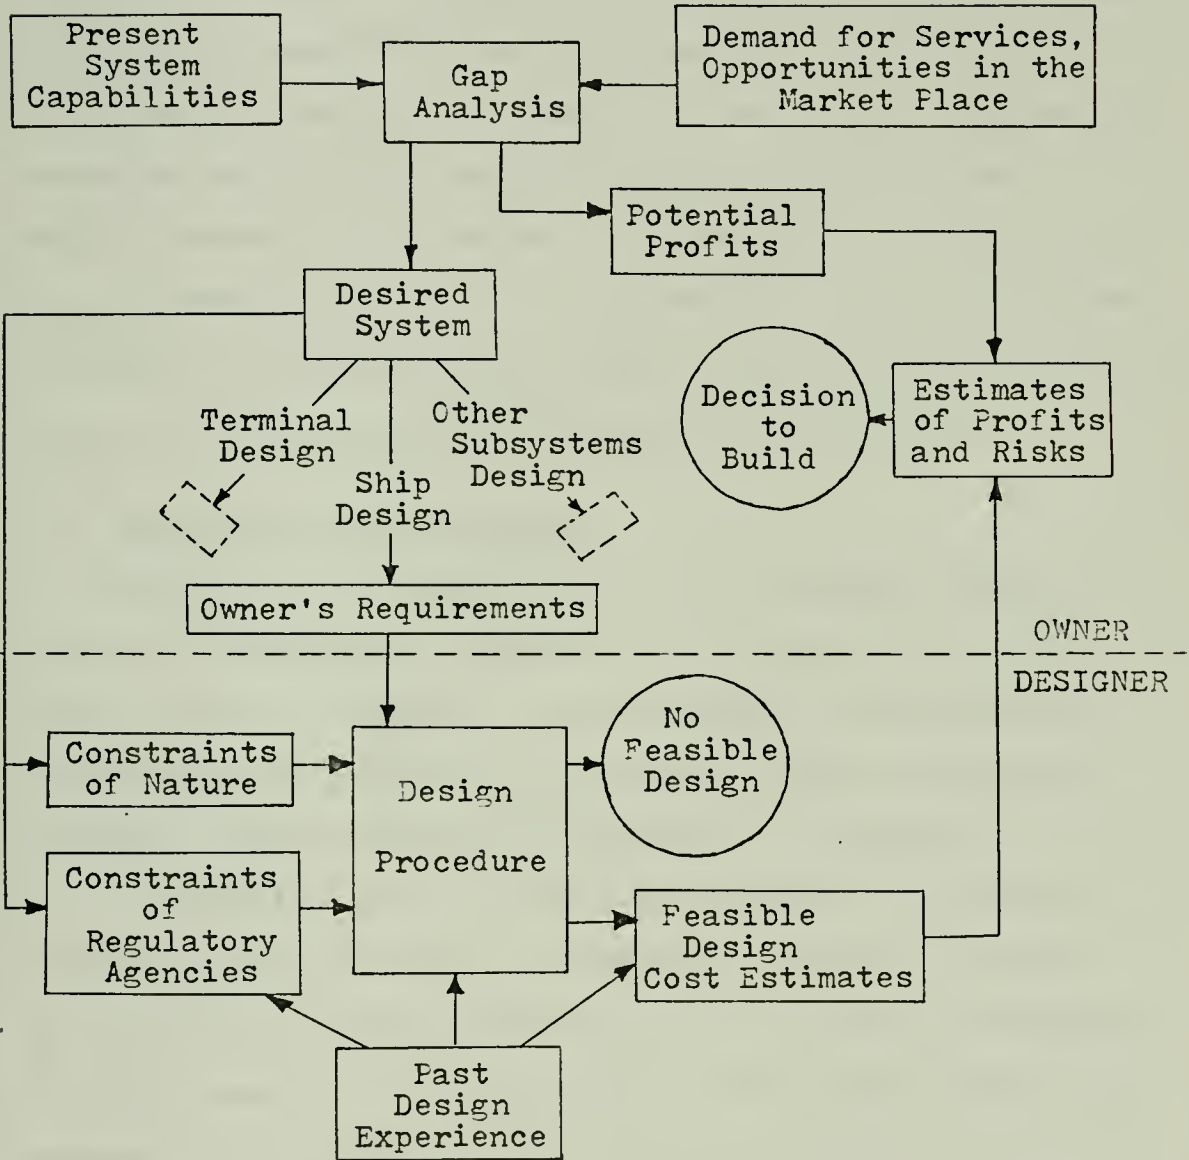 Present
System
Capabilities
Gap
Analysis
Demand for Services,
Opportunities in the
Market Place
Potential
Profits
Desired
System
Terminal
Design
Ship
Design
Other
Subsystems
Design
Decision
to
Build
Estimates
of Profits
and Risks
Owner's Requirements
OWNER
DESIGNER
Constraints
of Nature
Design
Procedure
No
Feasible
Design
Constraints
of
Regulatory
Agencies
Feasible
Design
Cost Estimates
Past
Design
Experience